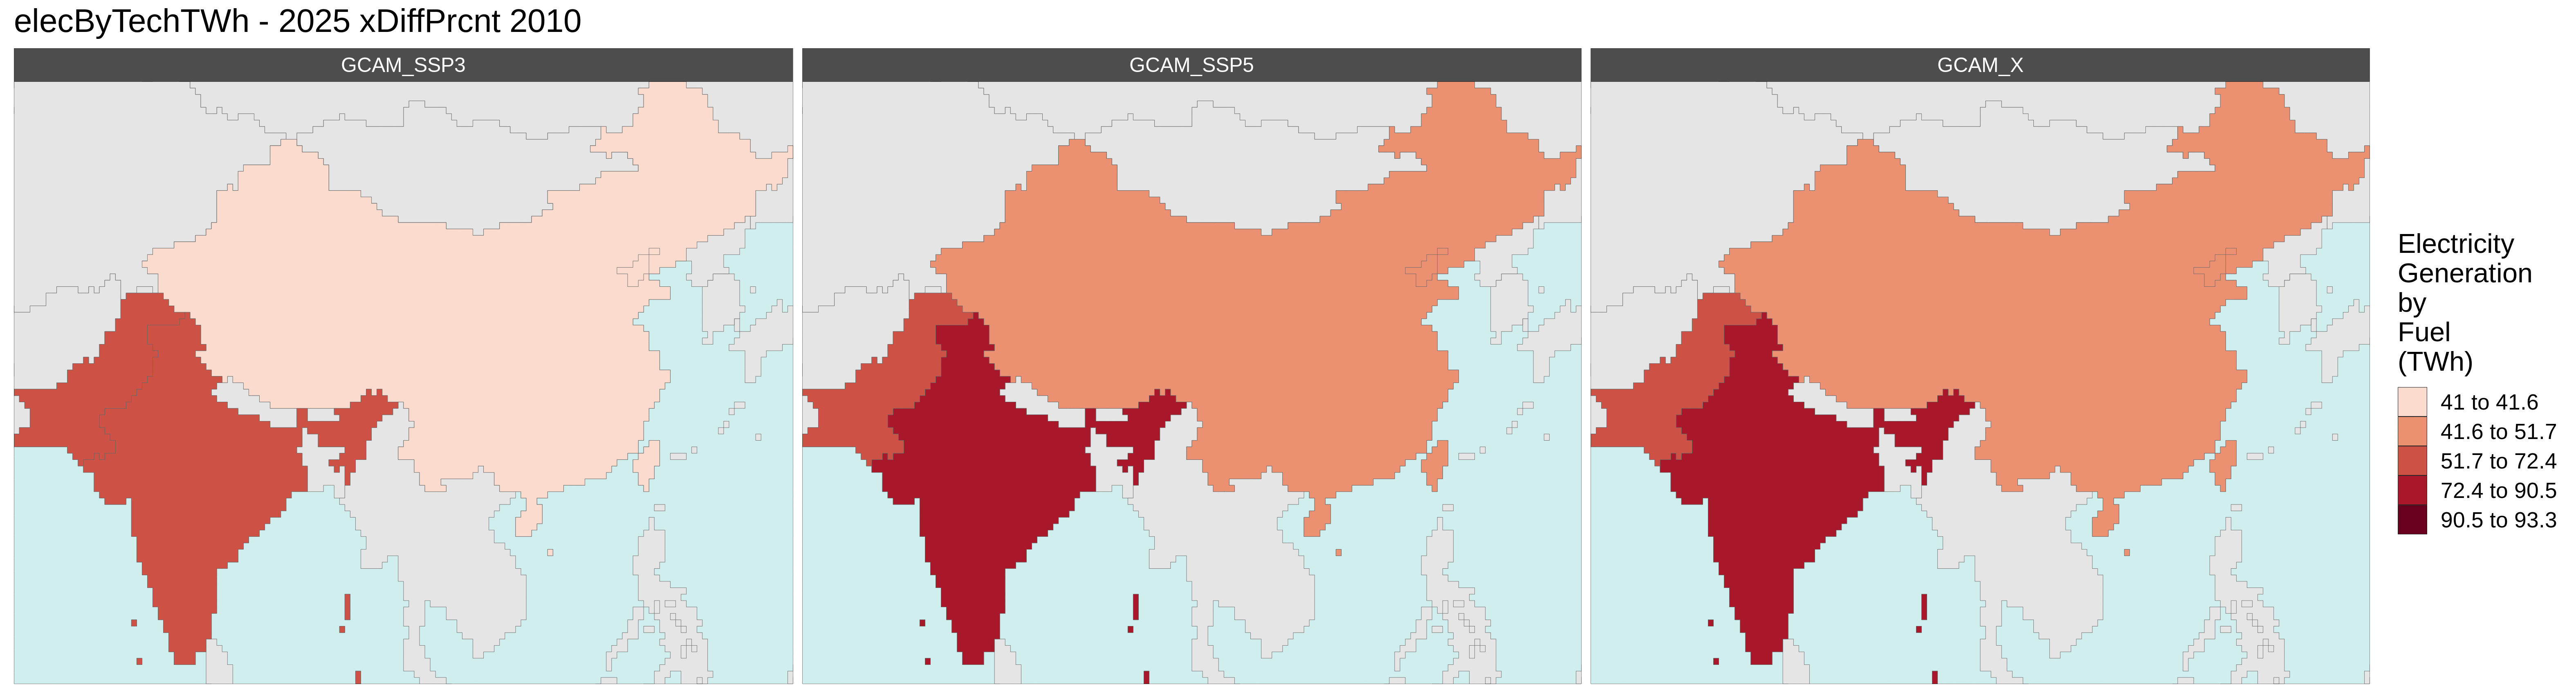 elecByTechTWh - 2025 xDiffPrcnt 2010
GCAM_SSP3
GCAM_SSP5
GCAM_X
Electricity
Generation
by
Fuel
(TWh)
41 to 41.6
41.6 to 51.7
51.7 to 72.4
72.4 to 90.5
90.5 to 93.3